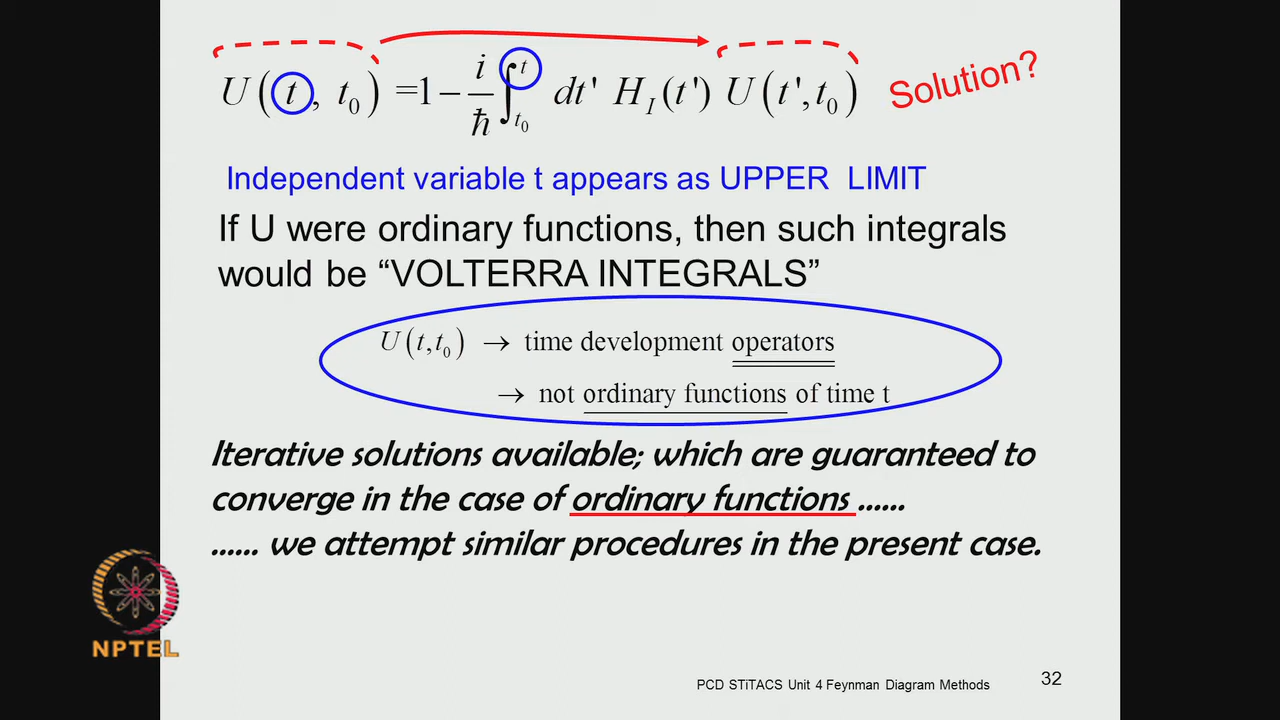 U(t, t₀) = 1 − i/ħ ∫ₜ₀ᵗ dt' H_I(t') U(t', t₀) Solution?
Independent variable t appears as UPPER LIMIT
If U were ordinary functions, then such integrals
would be “VOLTERRA INTEGRALS”
U(t,t₀) → time development operators
→ not ordinary functions of time t
Iterative solutions available; which are guaranteed to
converge in the case of ordinary functions ......
...... we attempt similar procedures in the present case.
NPTEL
PCD STiTACS Unit 4 Feynman Diagram Methods 32